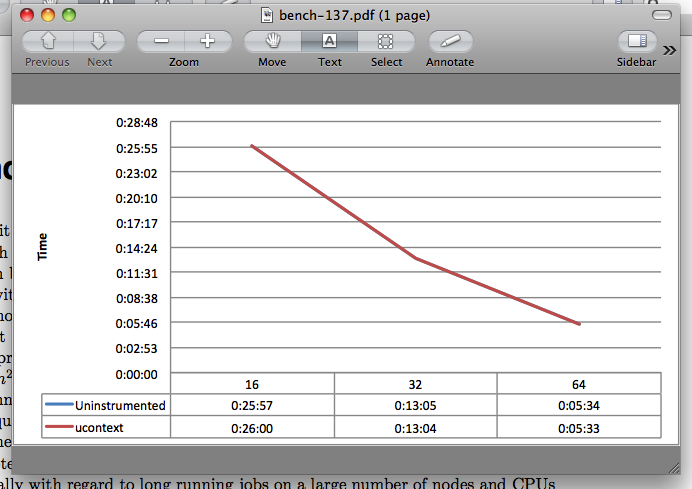 bench-137.pdf (1 page)
Previous Next Zoom Move Text Select Annotate Sidebar
0:28:48
0:25:55
0:23:02
0:20:10
0:17:17
0:14:24
0:11:31
0:08:38
0:05:46
0:02:53
0:00:00
Time
16 32 64
Uninstrumented 0:25:57 0:13:05 0:05:34
ucontext 0:26:00 0:13:04 0:05:33
ally with regard to long running jobs on a large number of nodes and CPUs